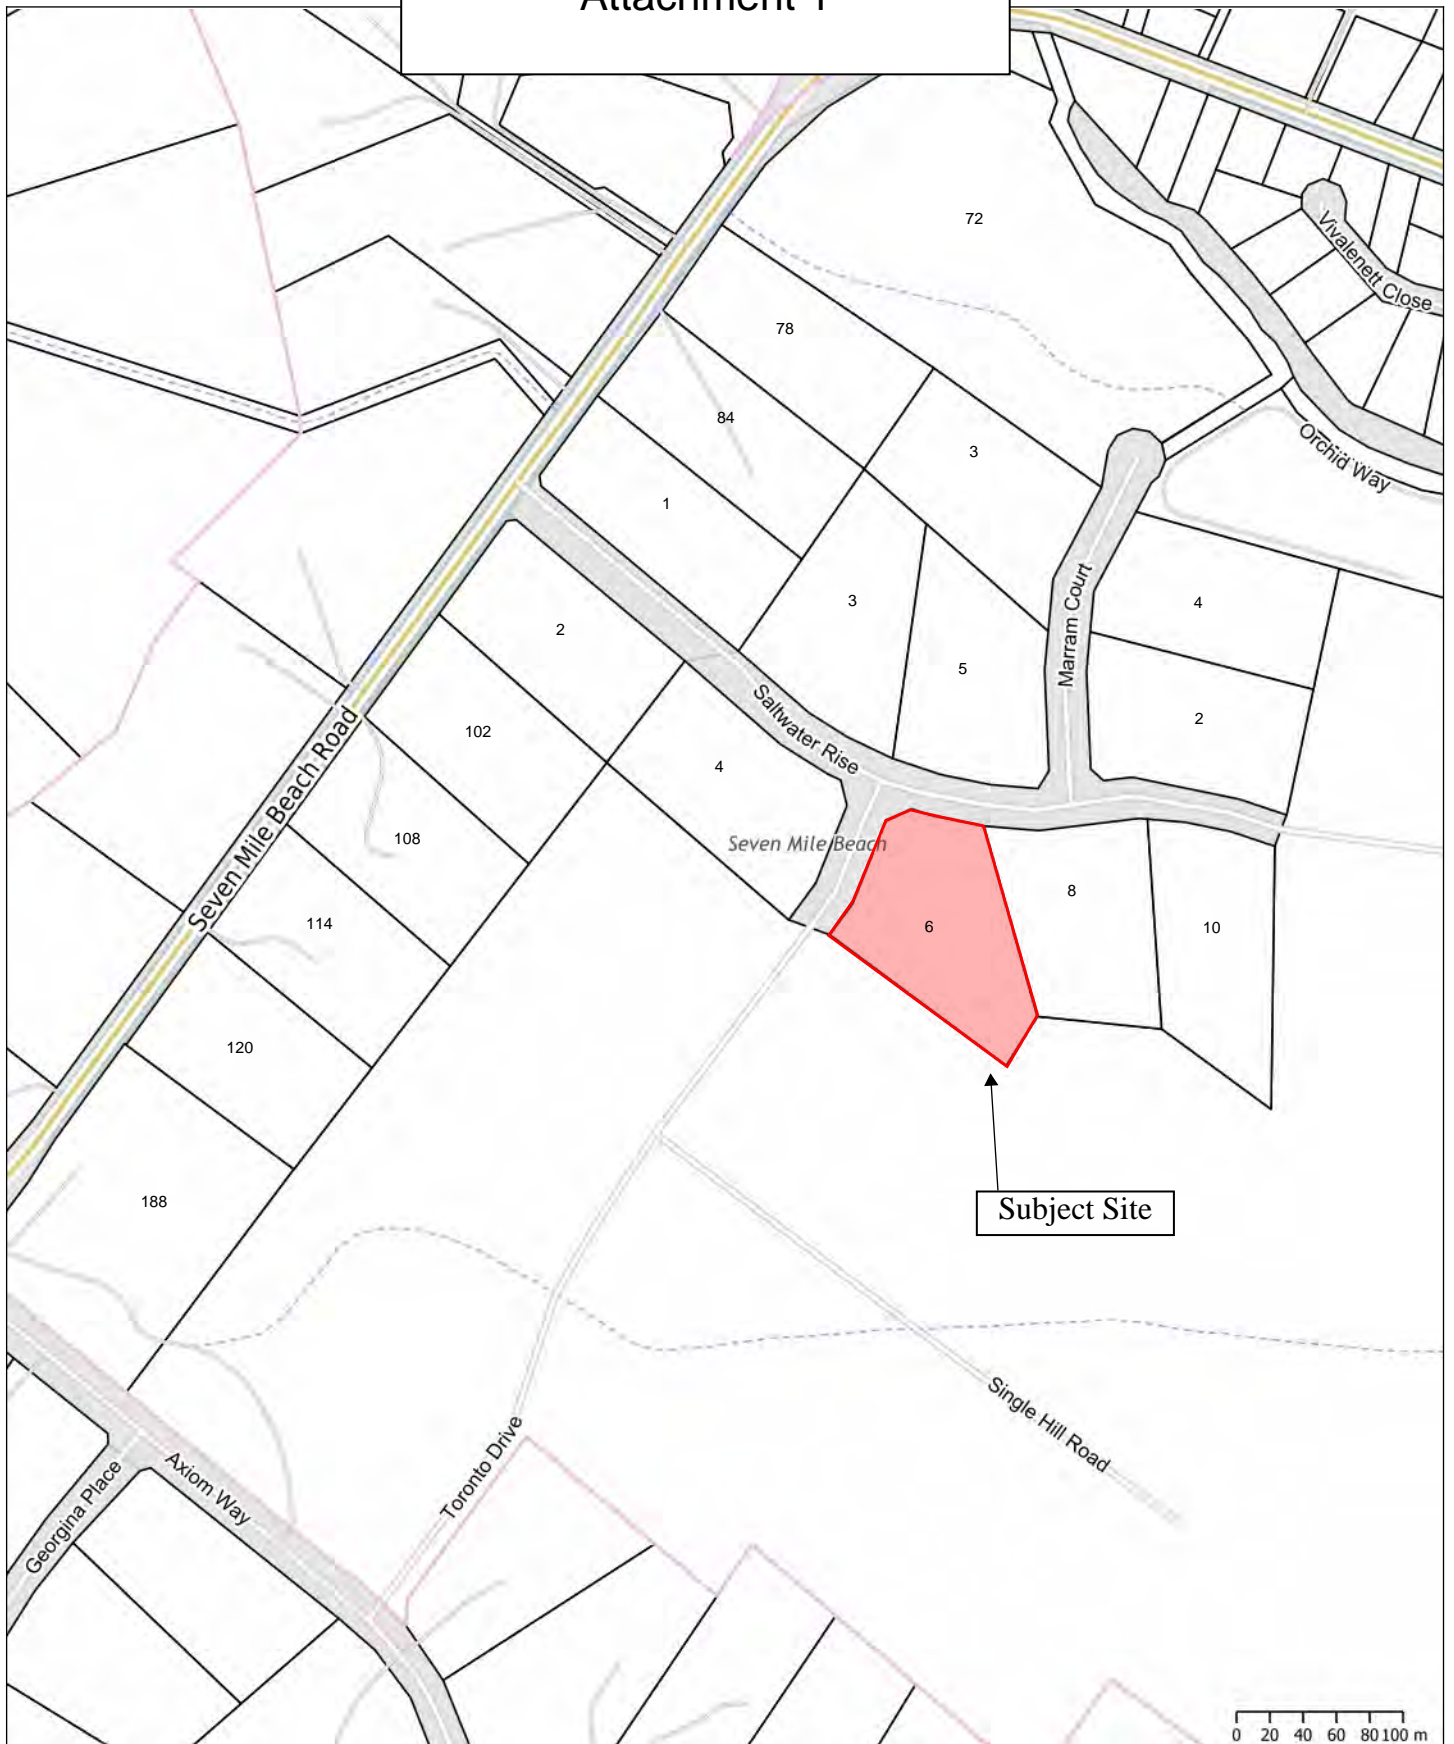 Attachment 1
72
Vivalenett Close
78
84
3
Orchid Way
1
3
Marram Court
4
2
5
2
Saltwater Rise
102
4
Seven Mile Beach Road
108
Seven Mile Beach
8
6
10
114
120
188
Subject Site
Single Hill Road
Toronto Drive
Axiom Way
Georgina Place
0 20 40 60 80 100 m